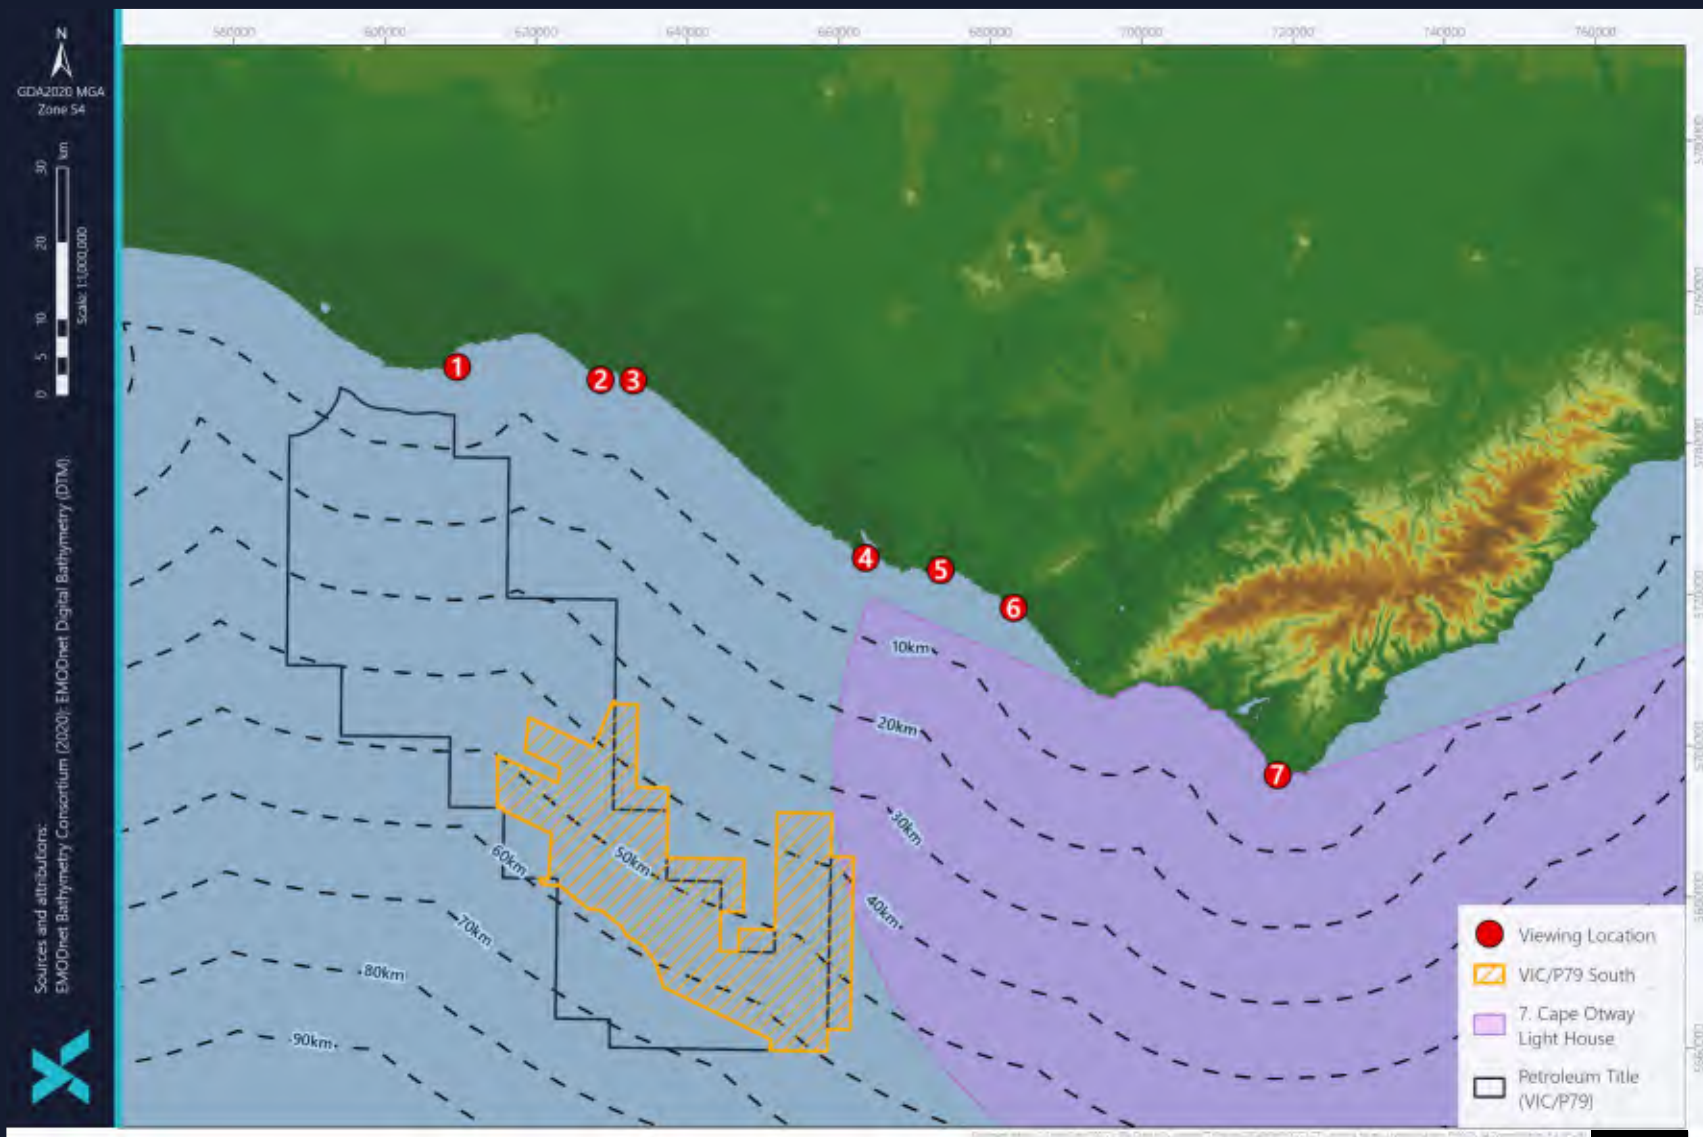 560000 600000 620000 640000 660000 680000 700000 720000 740000 760000
N
GDA2020 MGA
Zone 54
0 5 10 20 30 km
Scale: 1:1,000,000
Sources and attributions:
EMODnet Bathymetry Consortium (2020): EMODnet Digital Bathymetry (DTM).
1
2
3
4
5
6
7
10km
20km
30km
40km
50km
60km
70km
80km
90km
Viewing Location
VIC/P79 South
7. Cape Otway
Light House
Petroleum Title
(VIC/P79)